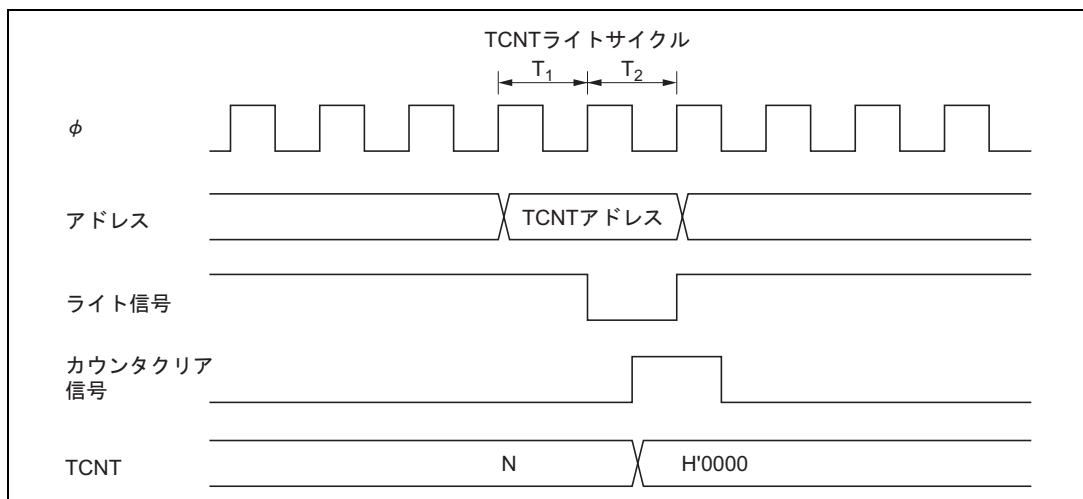 TCNTライトサイクル
T1 T2
φ
アドレス
TCNTアドレス
ライト信号
カウンタクリア
信号
TCNT
N
H'0000